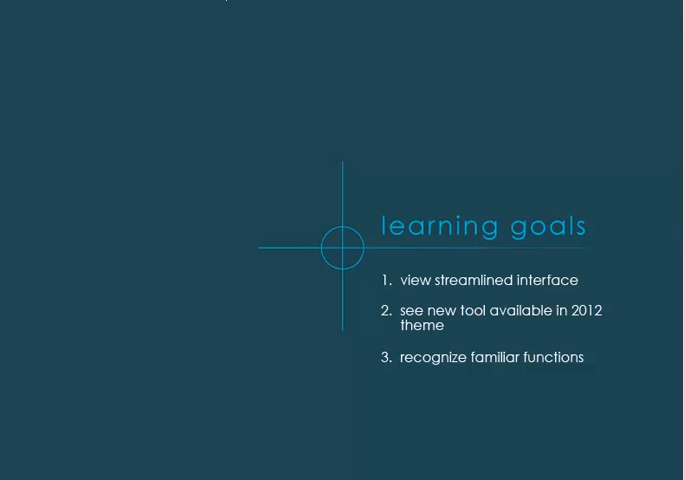 learning goals
1. view streamlined interface
2. see new tool available in 2012
theme
3. recognize familiar functions